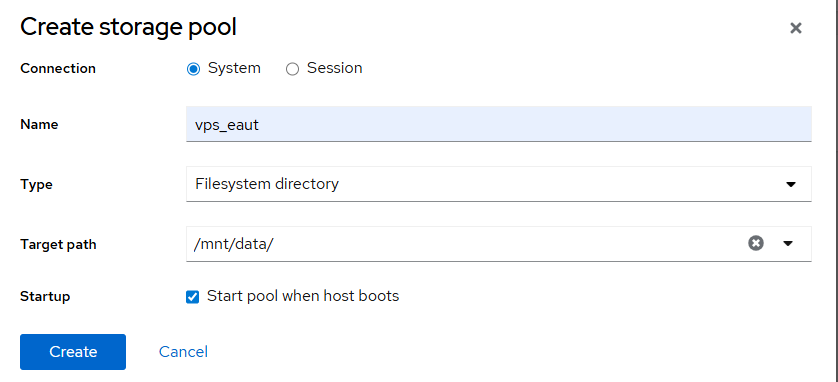 Create storage pool
Connection System Session
Name vps_eaut
Type Filesystem directory
Target path /mnt/data/
Startup Start pool when host boots
Create Cancel